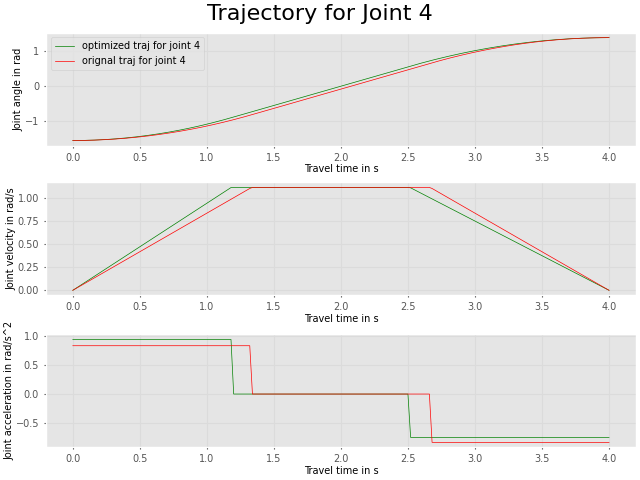 Trajectory for Joint 4
optimized traj for joint 4
orignal traj for joint 4
Joint angle in rad
1
0
−1
0.0 0.5 1.0 1.5 2.0 2.5 3.0 3.5 4.0
Travel time in s
Joint velocity in rad/s
1.00
0.75
0.50
0.25
0.00
0.0 0.5 1.0 1.5 2.0 2.5 3.0 3.5 4.0
Travel time in s
Joint acceleration in rad/s^2
1.0
0.5
0.0
−0.5
0.0 0.5 1.0 1.5 2.0 2.5 3.0 3.5 4.0
Travel time in s